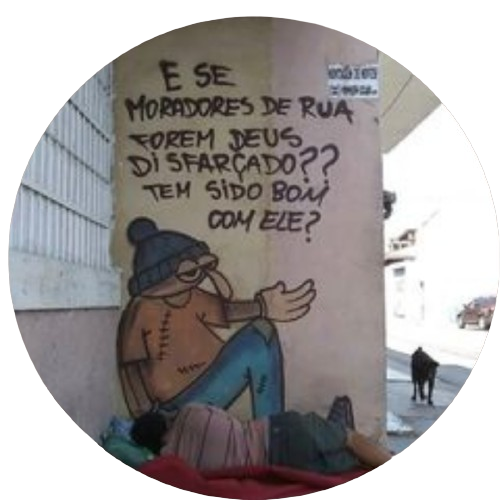 E SE
MORADORES DE RUA
FOREM DEUS
DISFARÇADO??
TEM SIDO BOM
COM ELE?